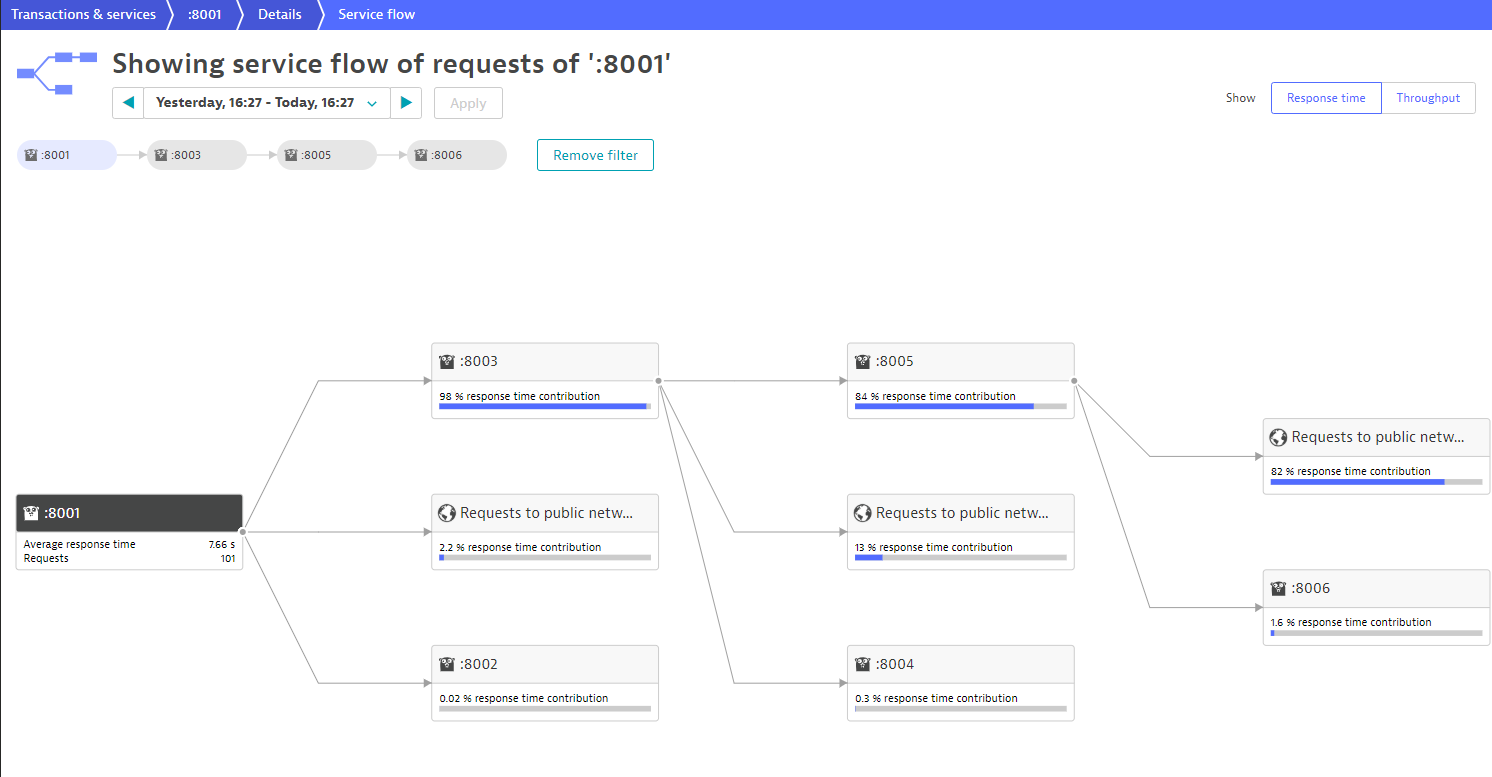 Transactions & services :8001 Details Service flow
Showing service flow of requests of ':8001'
Yesterday, 16:27 - Today, 16:27 Apply
Show Response time Throughput
:8001 :8003 :8005 :8006 Remove filter
:8003
98 % response time contribution
:8005
84 % response time contribution
Requests to public netw...
82 % response time contribution
:8001
Average response time 7.66 s
Requests 101
Requests to public netw...
2.2 % response time contribution
Requests to public netw...
13 % response time contribution
:8006
1.6 % response time contribution
:8002
0.02 % response time contribution
:8004
0.3 % response time contribution